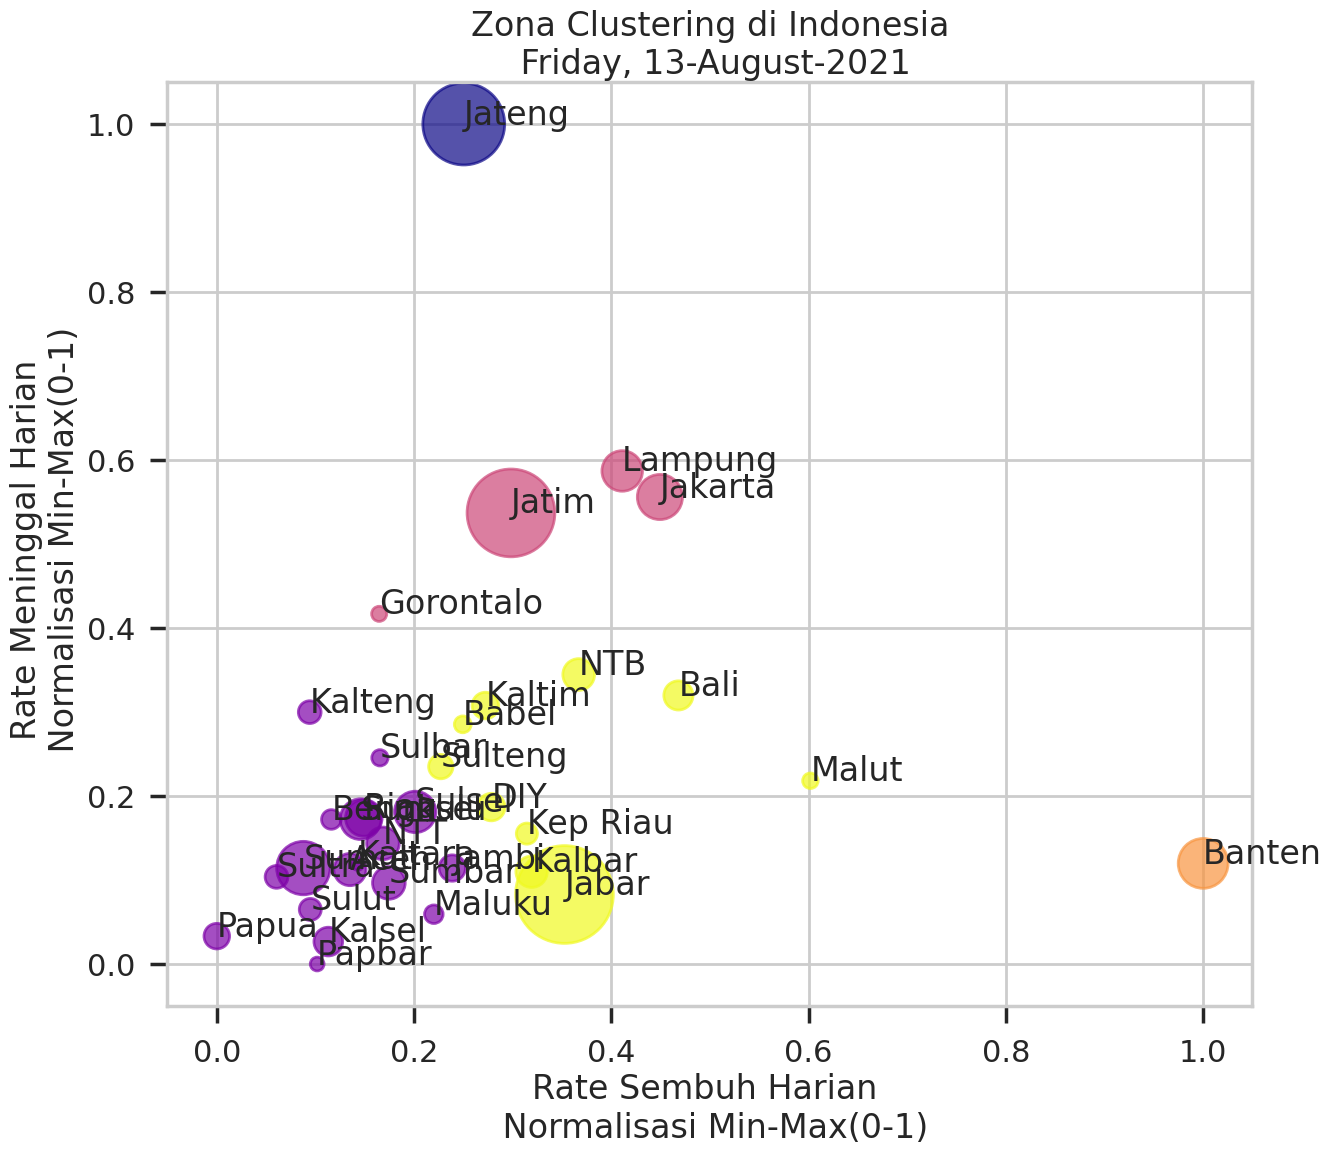 Zona Clustering di Indonesia
Friday, 13-August-2021
Rate Meninggal Harian
Normalisasi Min-Max(0-1)
1.0
0.8
0.6
0.4
0.2
0.0
Jateng
Lampung
Jakarta
Jatim
Gorontalo
NTB
Bali
Kaltim
Kalteng
Babel
Sulbar
Sulteng
Malut
DIY
Sulsel
Kep Riau
NTT
Kaltara
Jambi
Kalbar
Banten
Sultra
Sumbar
Jabar
Sulut
Maluku
Papua
Kalsel
Papbar
0.0 0.2 0.4 0.6 0.8 1.0
Rate Sembuh Harian
Normalisasi Min-Max(0-1)